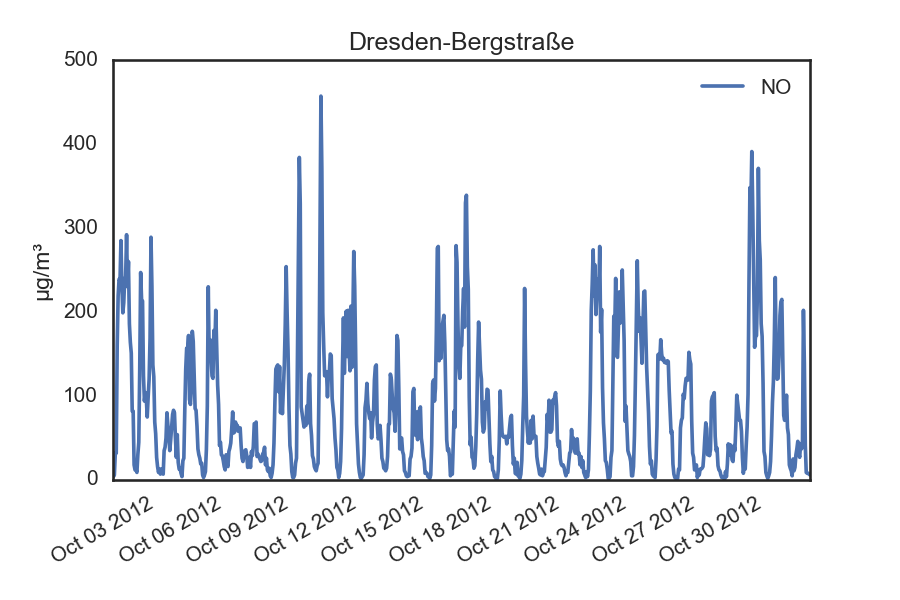 Dresden-Bergstraße
500
400
300
200
100
0
µg/m³
NO
Oct 03 2012
Oct 06 2012
Oct 09 2012
Oct 12 2012
Oct 15 2012
Oct 18 2012
Oct 21 2012
Oct 24 2012
Oct 27 2012
Oct 30 2012